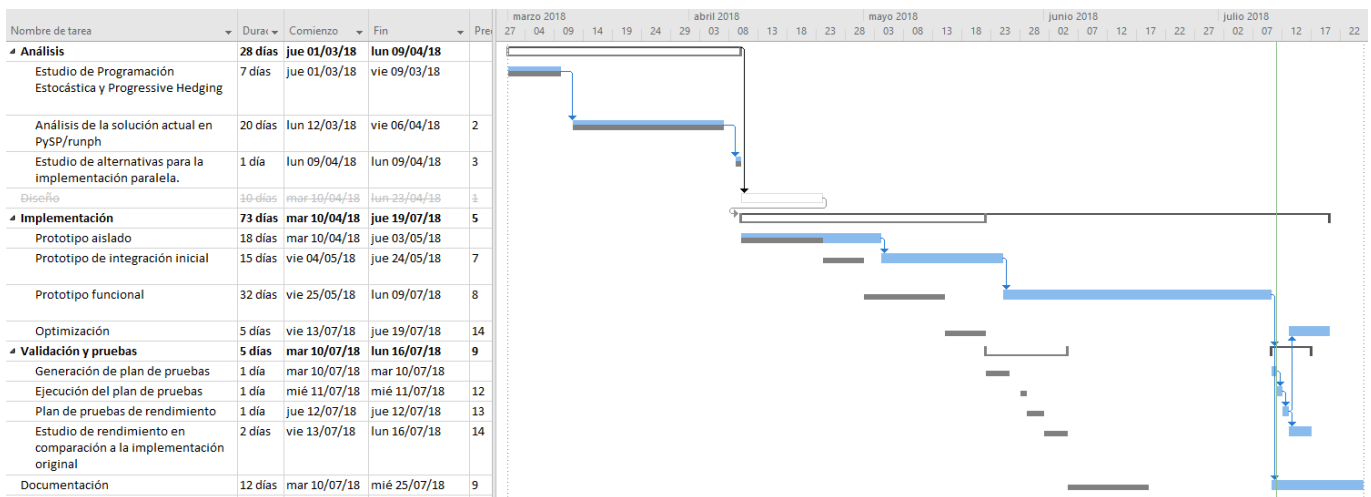 marzo 2018 abril 2018 mayo 2018 junio 2018 julio 2018
Nombre de tarea Durac Comienzo Fin Pre 27 04 09 14 19 24 29 03 08 13 18 23 28 03 08 13 18 23 28 02 07 12 17 22 27 02 07 12 17 22
Análisis 28 días jue 01/03/18 lun 09/04/18
Estudio de Programación 7 días jue 01/03/18 vie 09/03/18
Estocástica y Progressive Hedging
Análisis de la solución actual en 20 días lun 12/03/18 vie 06/04/18 2
PySP/runph
Estudio de alternativas para la 1 día lun 09/04/18 lun 09/04/18 3
implementación paralela.
Diseño 10 días mar 10/04/18 lun 23/04/18 1
Implementación 73 días mar 10/04/18 jue 19/07/18 5
Prototipo aislado 18 días mar 10/04/18 jue 03/05/18
Prototipo de integración inicial 15 días vie 04/05/18 jue 24/05/18 7
Prototipo funcional 32 días vie 25/05/18 lun 09/07/18 8
Optimización 5 días vie 13/07/18 jue 19/07/18 14
Validación y pruebas 5 días mar 10/07/18 lun 16/07/18 9
Generación de plan de pruebas 1 día mar 10/07/18 mar 10/07/18
Ejecución del plan de pruebas 1 día mié 11/07/18 mié 11/07/18 12
Plan de pruebas de rendimiento 1 día jue 12/07/18 jue 12/07/18 13
Estudio de rendimiento en 2 días vie 13/07/18 lun 16/07/18 14
comparación a la implementación
original
Documentación 12 días mar 10/07/18 mié 25/07/18 9